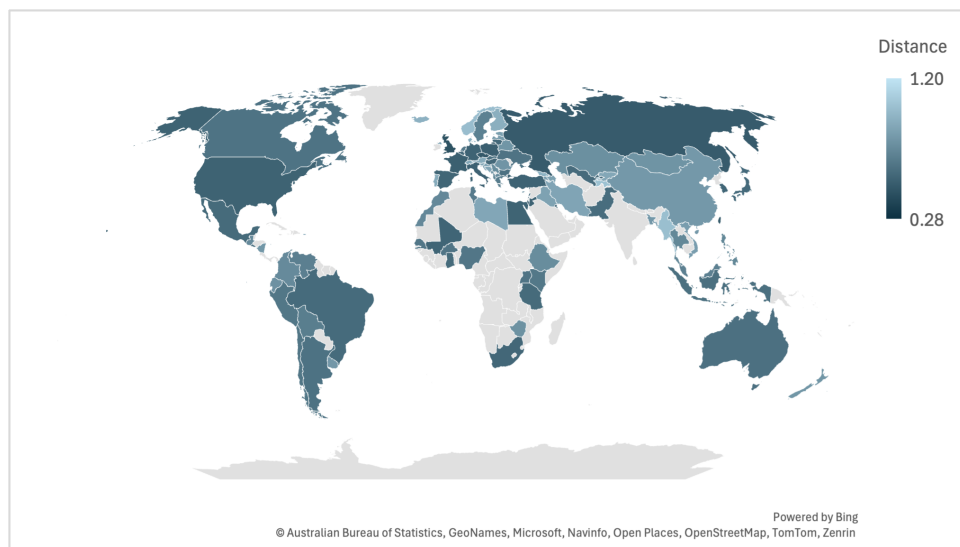 Distance
1.20
0.28
Powered by Bing
© Australian Bureau of Statistics, GeoNames, Microsoft, Navinfo, Open Places, OpenStreetMap, TomTom, Zenrin